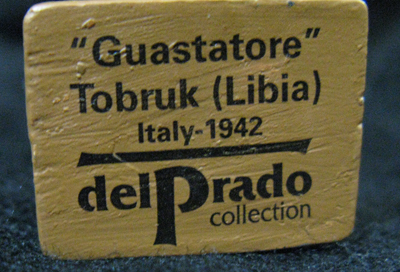 "Guastatore"
Tobruk (Libia)
Italy-1942
delPrado
collection